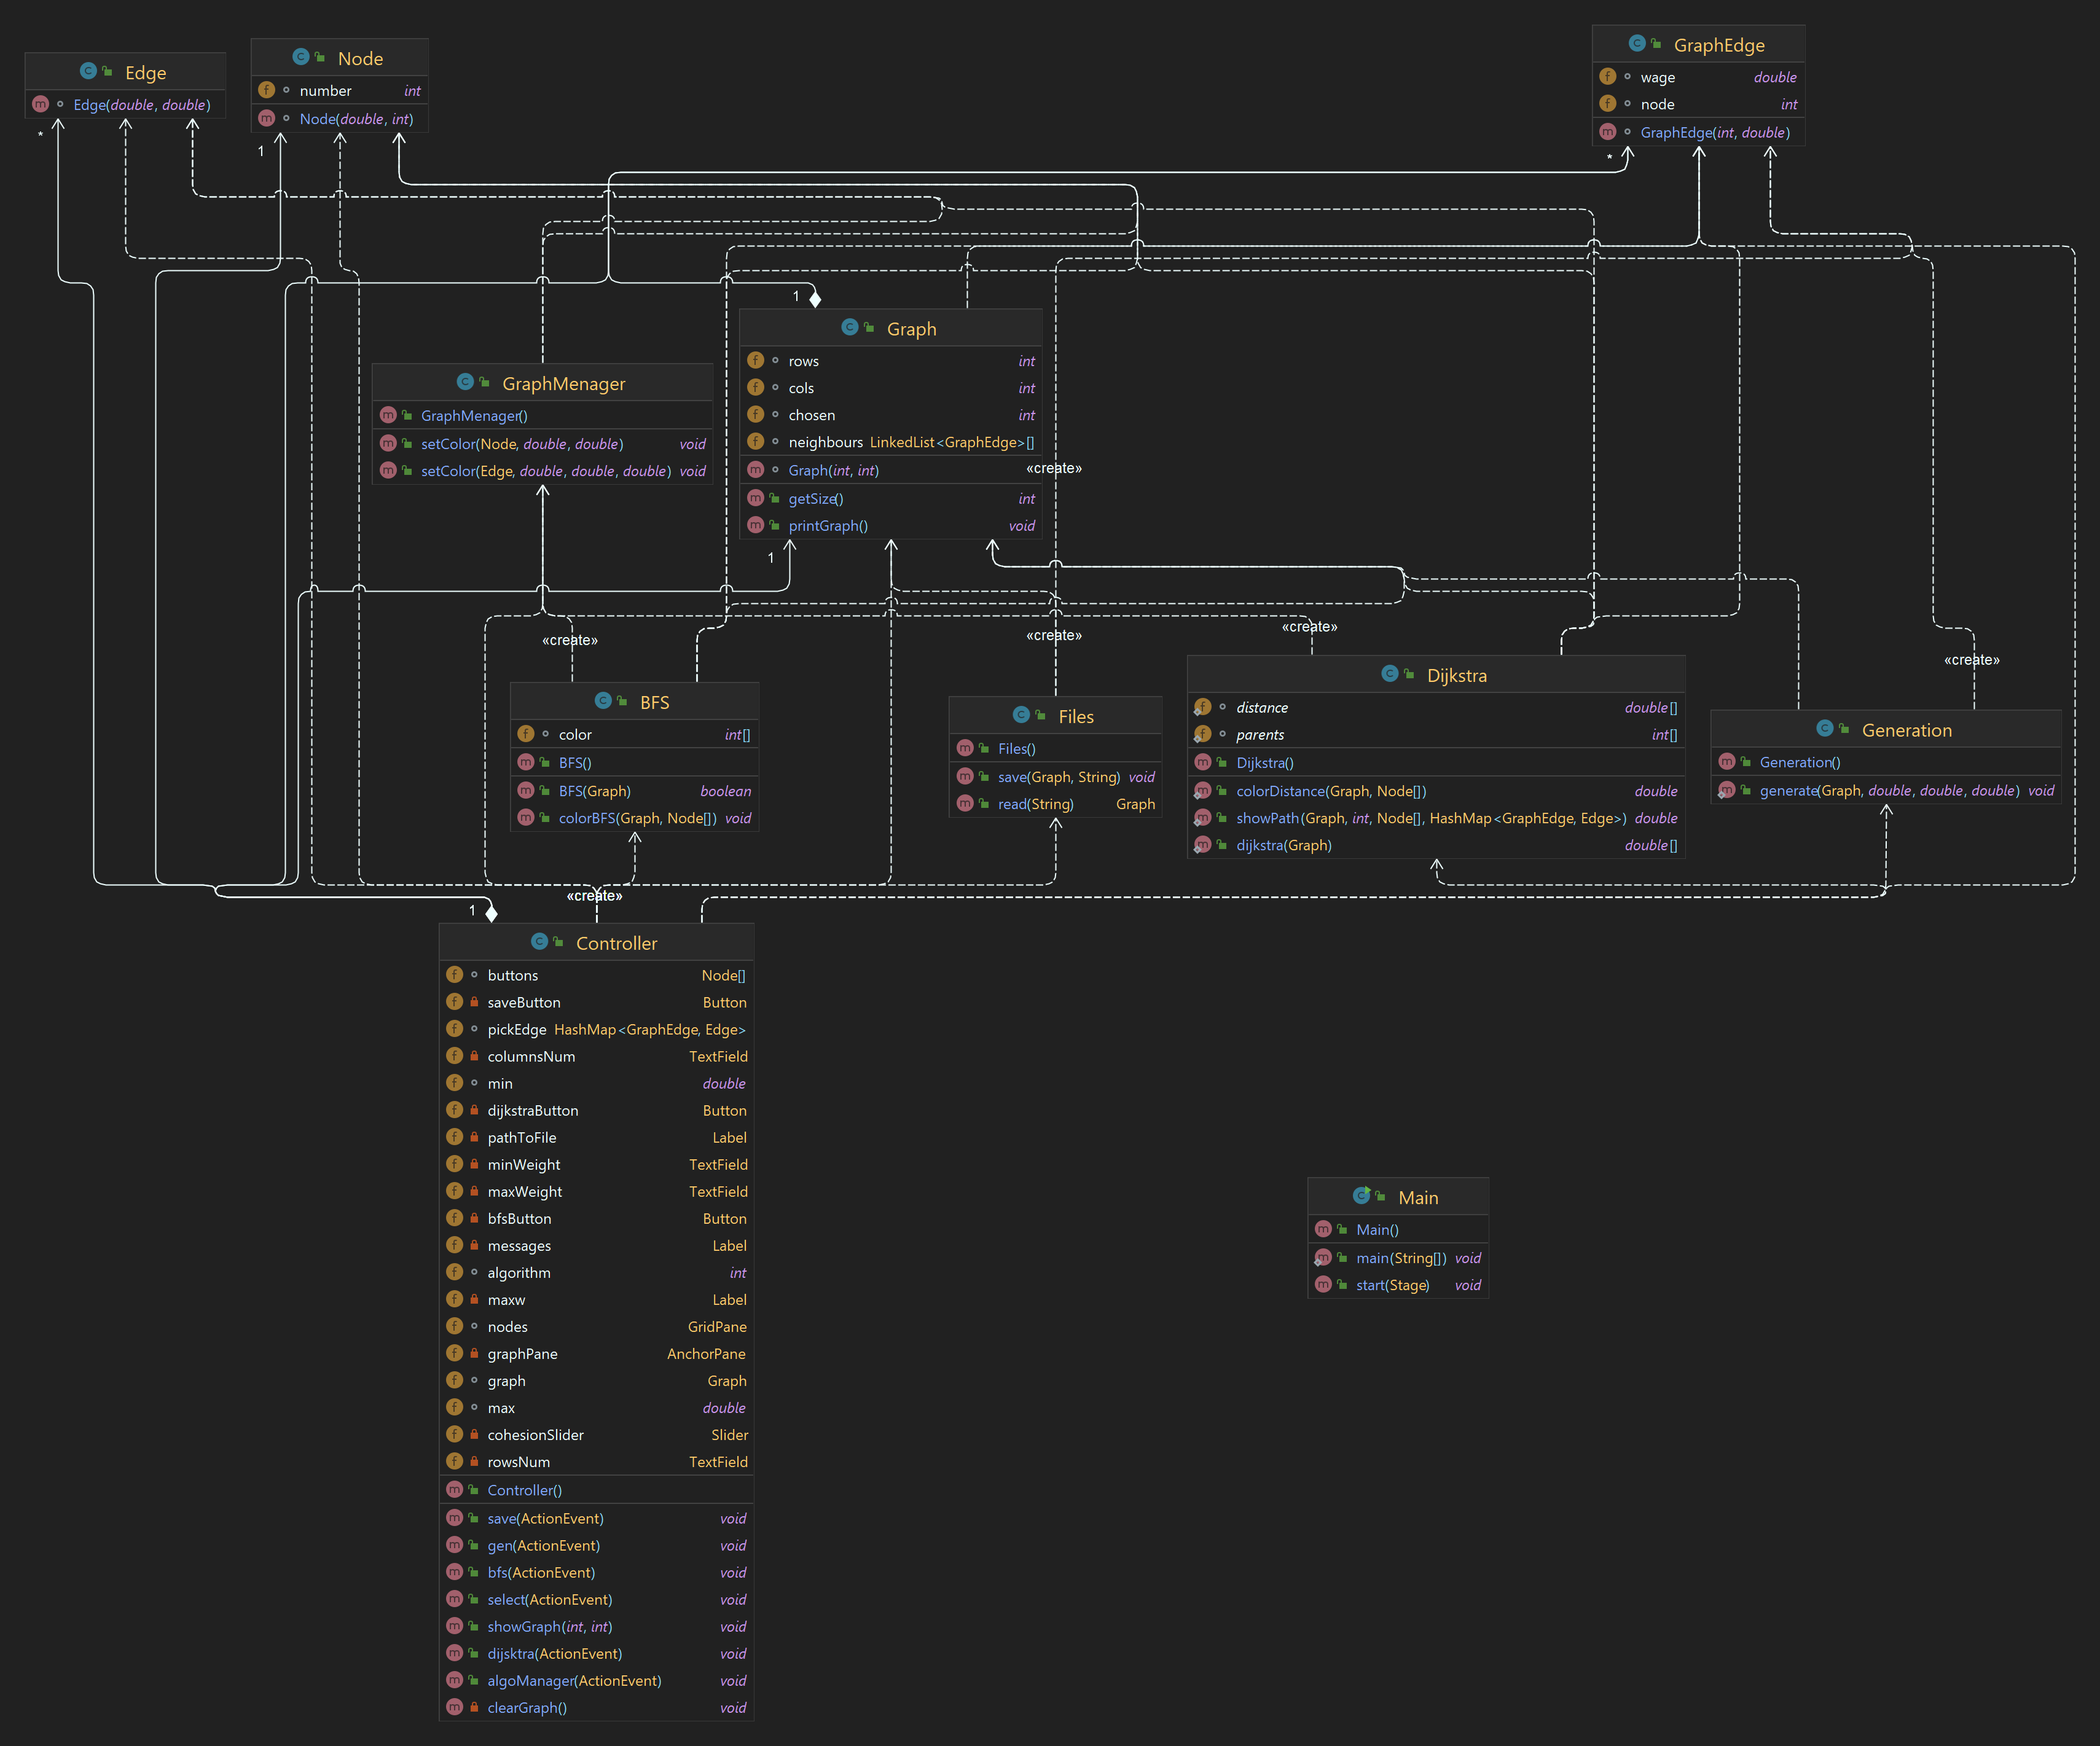 Edge
Edge(double, double)
*
Node
number int
Node(double, int)
1
GraphEdge
wage double
node int
GraphEdge(int, double)
*
1
Graph
rows int
cols int
chosen int
neighbours LinkedList<GraphEdge>[]
Graph(int, int)
getSize() int
printGraph() void
1
«create»
GraphMenager
GraphMenager()
setColor(Node, double, double) void
setColor(Edge, double, double, double) void
«create»
«create»
«create»
«create»
BFS
color int[]
BFS()
BFS(Graph) boolean
colorBFS(Graph, Node[]) void
Files
Files()
save(Graph, String) void
read(String) Graph
Dijkstra
distance double[]
parents int[]
Dijkstra()
colorDistance(Graph, Node[]) double
showPath(Graph, int, Node[], HashMap<GraphEdge, Edge>) double
dijkstra(Graph) double[]
Generation
Generation()
generate(Graph, double, double, double) void
«create»
1
Controller
buttons Node[]
saveButton Button
pickEdge HashMap<GraphEdge, Edge>
columnsNum TextField
min double
dijkstraButton Button
pathToFile Label
minWeight TextField
maxWeight TextField
bfsButton Button
messages Label
algorithm int
maxw Label
nodes GridPane
graphPane AnchorPane
graph Graph
max double
cohesionSlider Slider
rowsNum TextField
Controller()
save(ActionEvent) void
gen(ActionEvent) void
bfs(ActionEvent) void
select(ActionEvent) void
showGraph(int, int) void
dijsktra(ActionEvent) void
algoManager(ActionEvent) void
clearGraph() void
Main
Main()
main(String[]) void
start(Stage) void